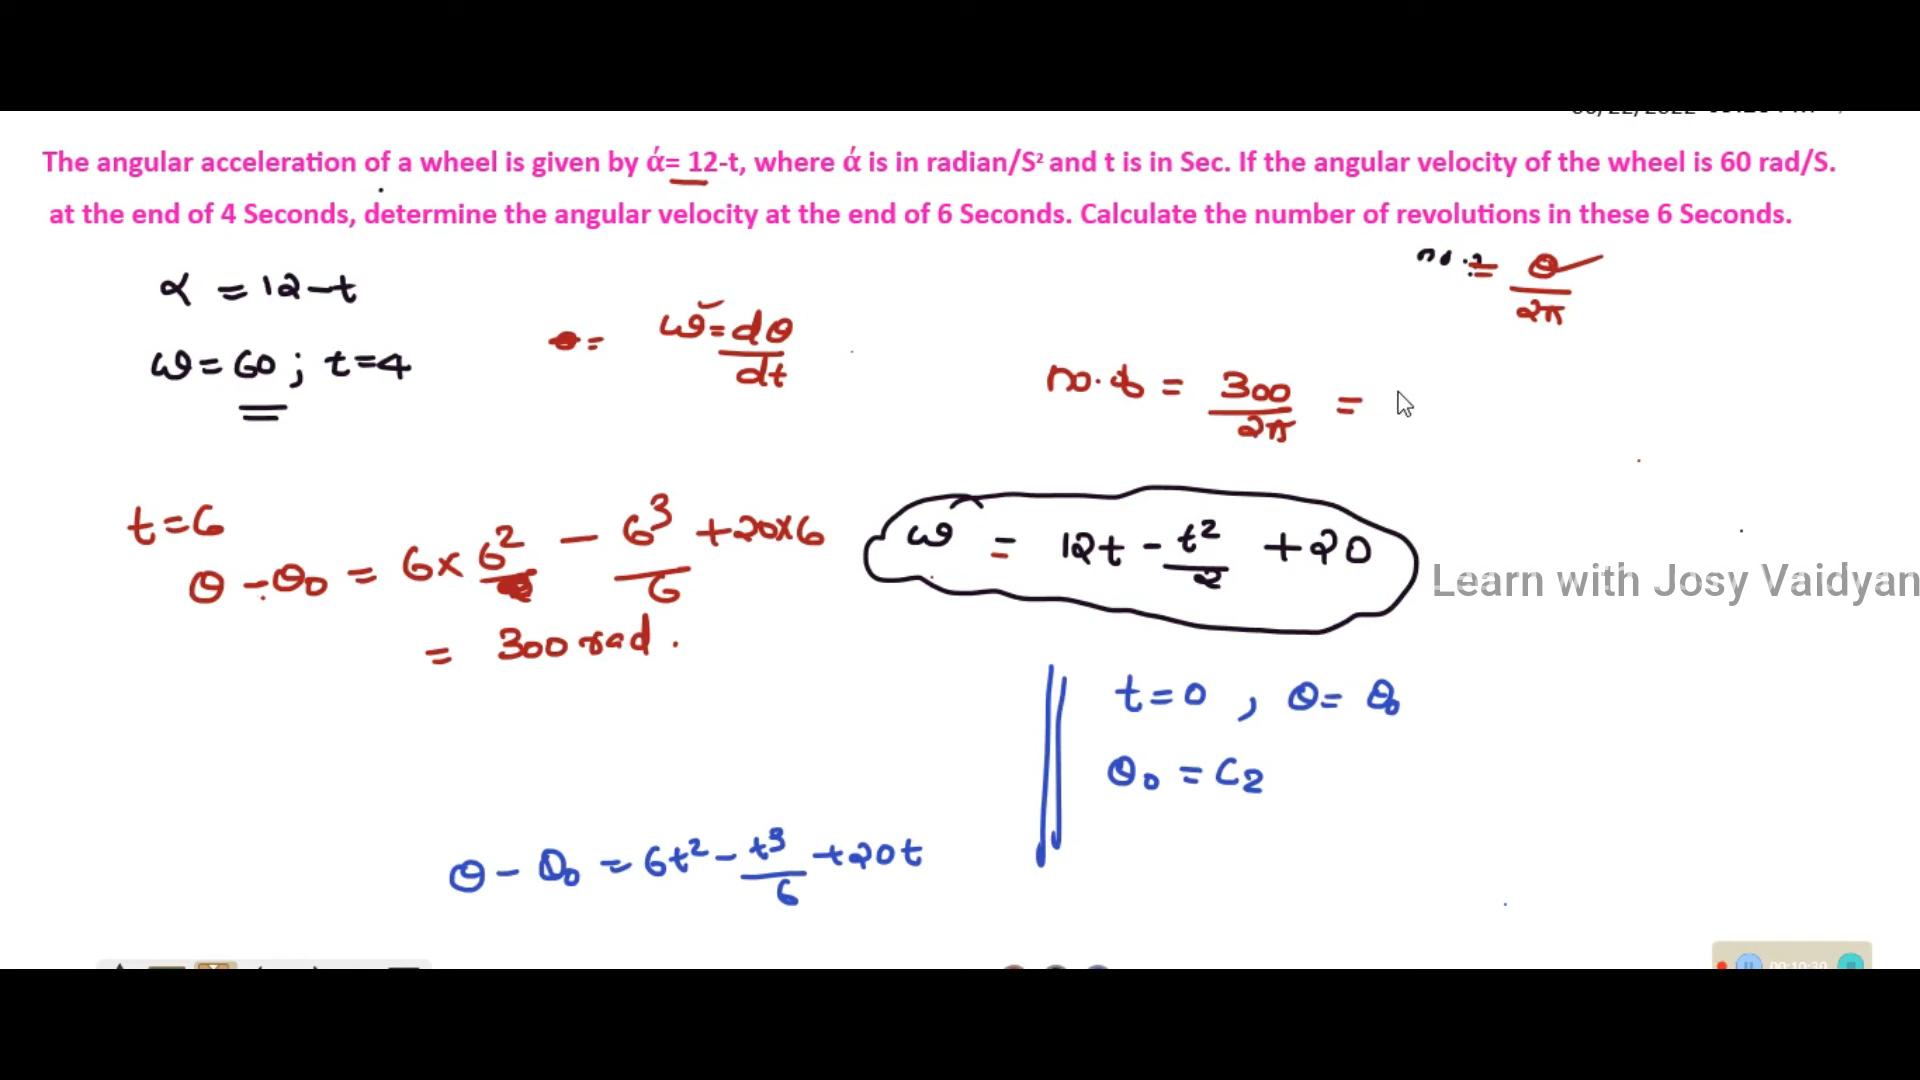 The angular acceleration of a wheel is given by ά= 12-t, where ά is in radian/S² and t is in Sec. If the angular velocity of the wheel is 60 rad/S.
at the end of 4 Seconds, determine the angular velocity at the end of 6 Seconds. Calculate the number of revolutions in these 6 Seconds.
α = 12-t
ω = 60 ; t=4
ω = dθ/dt
= θ/2π
= 300/2π =
t=6
θ - θ₀ = 6 × 6² - 6³/6 + 20×6
= 300 rad.
ω = 12t - t²/2 + 20
Learn with Josy Vaidyan
t=0 , θ= θ₀
θ₀ = C₂
θ - θ₀ = 6t² - t³/6 + 20t
00:10:30